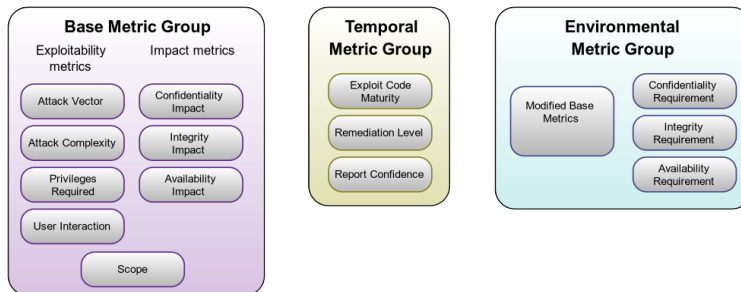 Base Metric Group
Exploitability
metrics
Impact metrics
Attack Vector
Attack Complexity
Privileges
Required
User Interaction
Confidentiality
Impact
Integrity
Impact
Availability
Impact
Scope
Temporal
Metric Group
Exploit Code
Maturity
Remediation Level
Report Confidence
Environmental
Metric Group
Modified Base
Metrics
Confidentiality
Requirement
Integrity
Requirement
Availability
Requirement